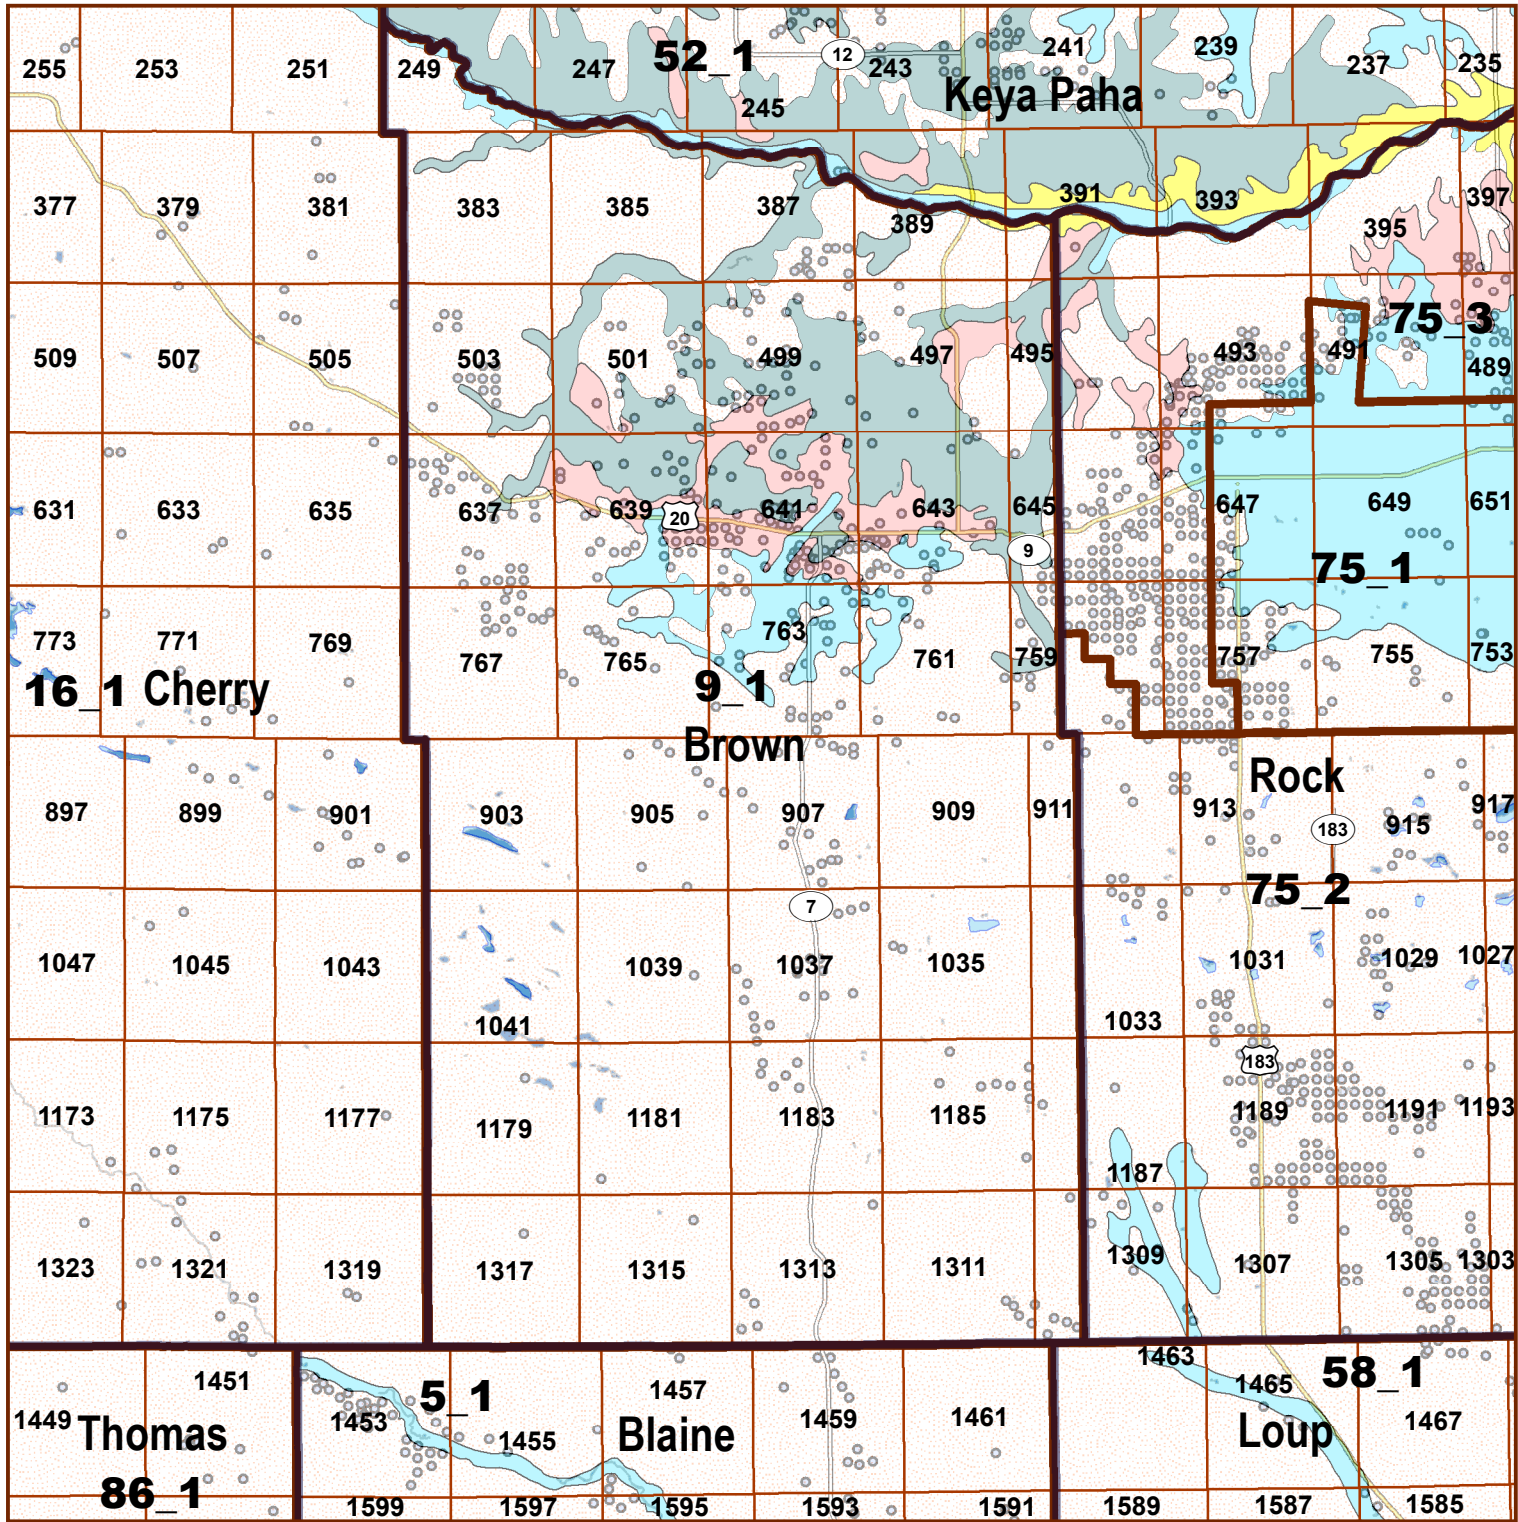 52_1
241 239
12
255 253 251 249 247 243 237 235
Keya Paha
245
377 379 381 383 385 387 389 391 393 395 397
75_3
509 507 505 503 501 499 497 495 493 491 489
631 633 635 637 639 20 641 643 645 647 649 651
9
75_1
773 771 769 767 765 763 761 759 757 755 753
16_1 Cherry
9_1
Brown
Rock
897 899 901 903 905 907 909 911 913 915 917
183
75_2
7
1047 1045 1043 1039 1037 1035 1031 1029 1027
1041 1033
183
1173 1175 1177 1179 1181 1183 1185 1189 1191 1193
1187
1323 1321 1319 1317 1315 1313 1311 1309 1307 1305 1303
1463
1451 5_1 1457 1465 58_1
1449 Thomas 1453 1455 Blaine 1459 1461 Loup 1467
86_1
1599 1597 1595 1593 1591 1589 1587 1585